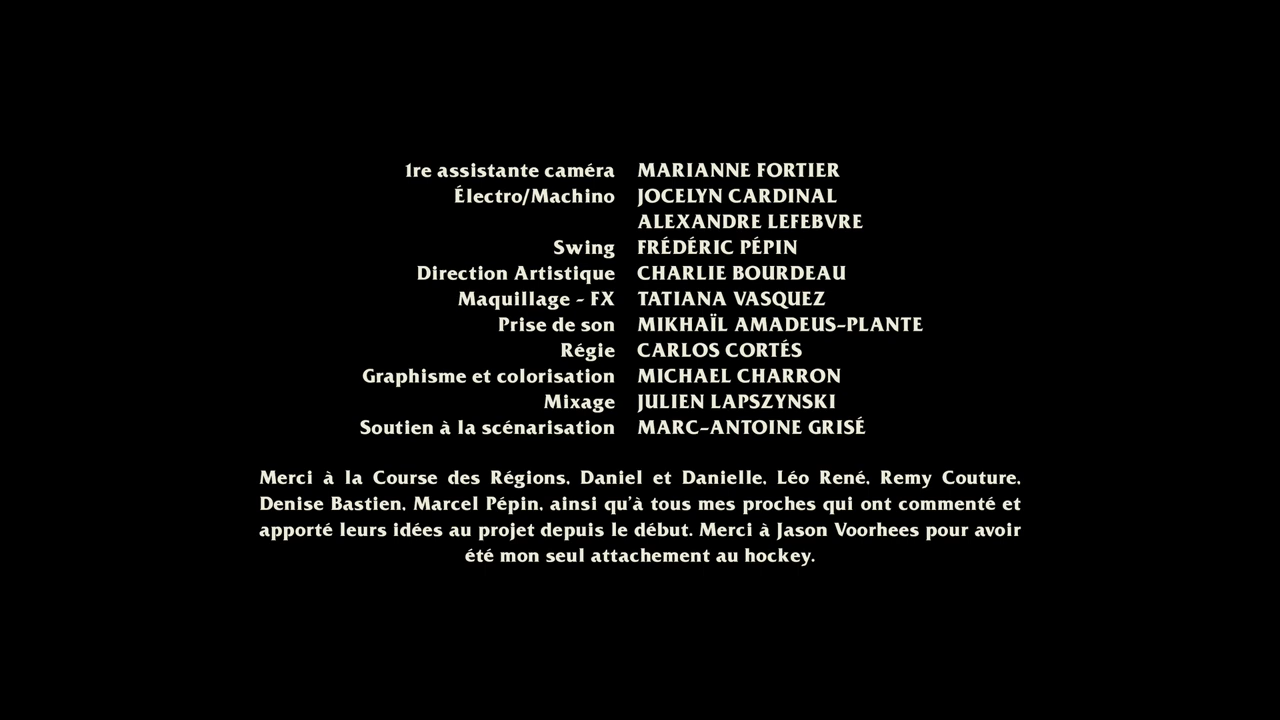 1re assistante caméra MARIANNE FORTIER
Électro/Machino JOCELYN CARDINAL
ALEXANDRE LEFEBVRE
Swing FRÉDÉRIC PÉPIN
Direction Artistique CHARLIE BOURDEAU
Maquillage - FX TATIANA VASQUEZ
Prise de son MIKHAÏL AMADEUS-PLANTE
Régie CARLOS CORTÉS
Graphisme et colorisation MICHAEL CHARRON
Mixage JULIEN LAPSZYNSKI
Soutien à la scénarisation MARC-ANTOINE GRISÉ
Merci à la Course des Régions, Daniel et Danielle, Léo René, Remy Couture,
Denise Bastien, Marcel Pépin, ainsi qu'à tous mes proches qui ont commenté et
apporté leurs idées au projet depuis le début. Merci à Jason Voorhees pour avoir
été mon seul attachement au hockey.